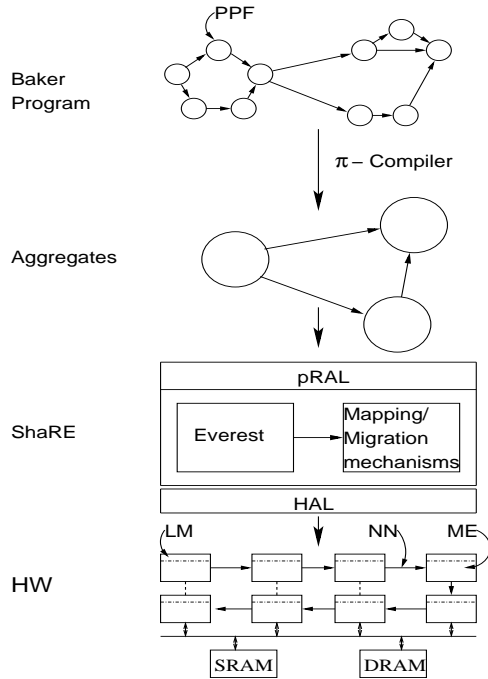 PPF
Baker
Program
π – Compiler
Aggregates
pRAL
ShaRE
Everest
Mapping/
Migration
mechanisms
HAL
LM
NN
ME
HW
SRAM
DRAM